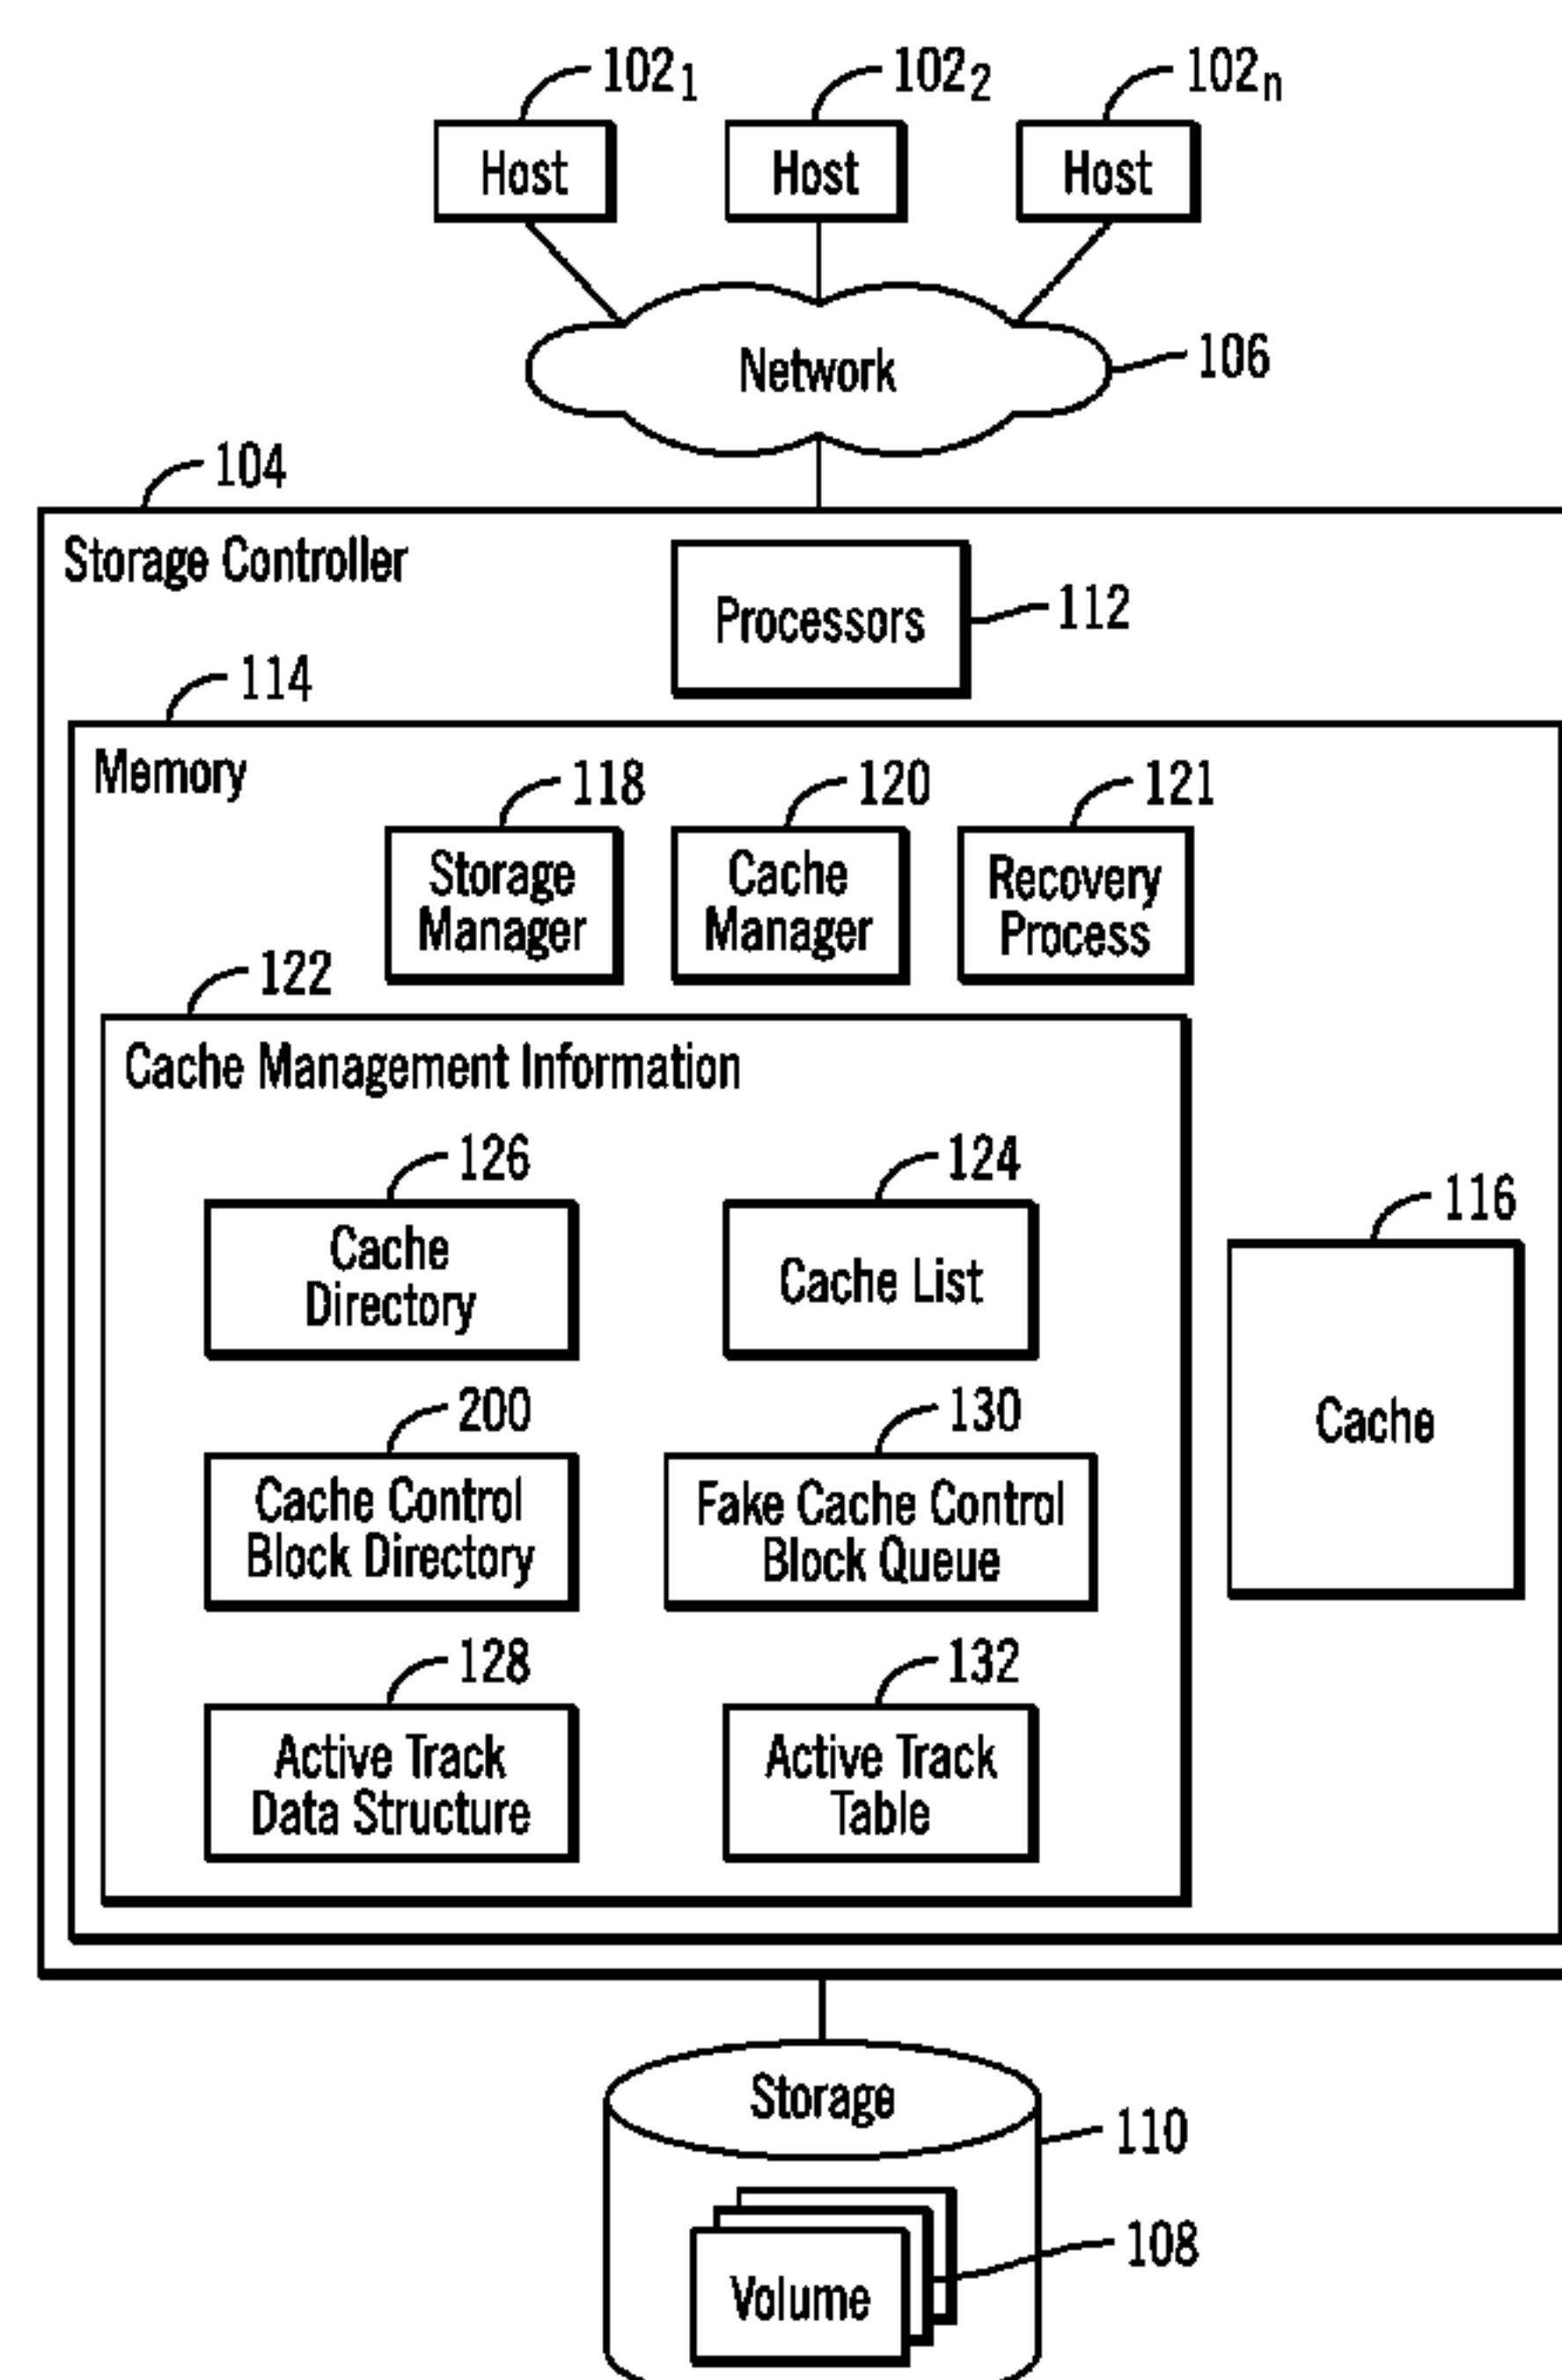 102₁ 102₂ 102ₙ
Host Host Host
Network
106
104
Storage Controller
Processors
112
114
Memory
118 120 121
Storage Manager
Cache Manager
Recovery Process
122
Cache Management Information
126 124
Cache Directory
Cache List
116
Cache
200 130
Cache Control Block Directory
Fake Cache Control Block Queue
128 132
Active Track Data Structure
Active Track Table
Storage
110
108
Volume